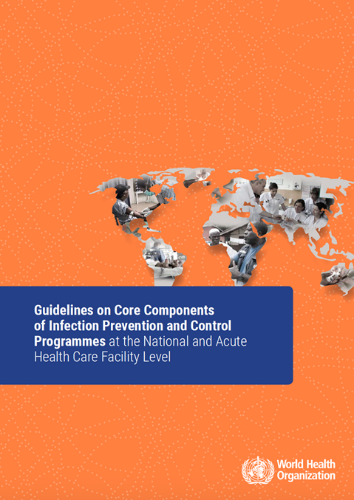 Guidelines on Core Components
of Infection Prevention and Control
Programmes at the National and Acute
Health Care Facility Level
World Health
Organization